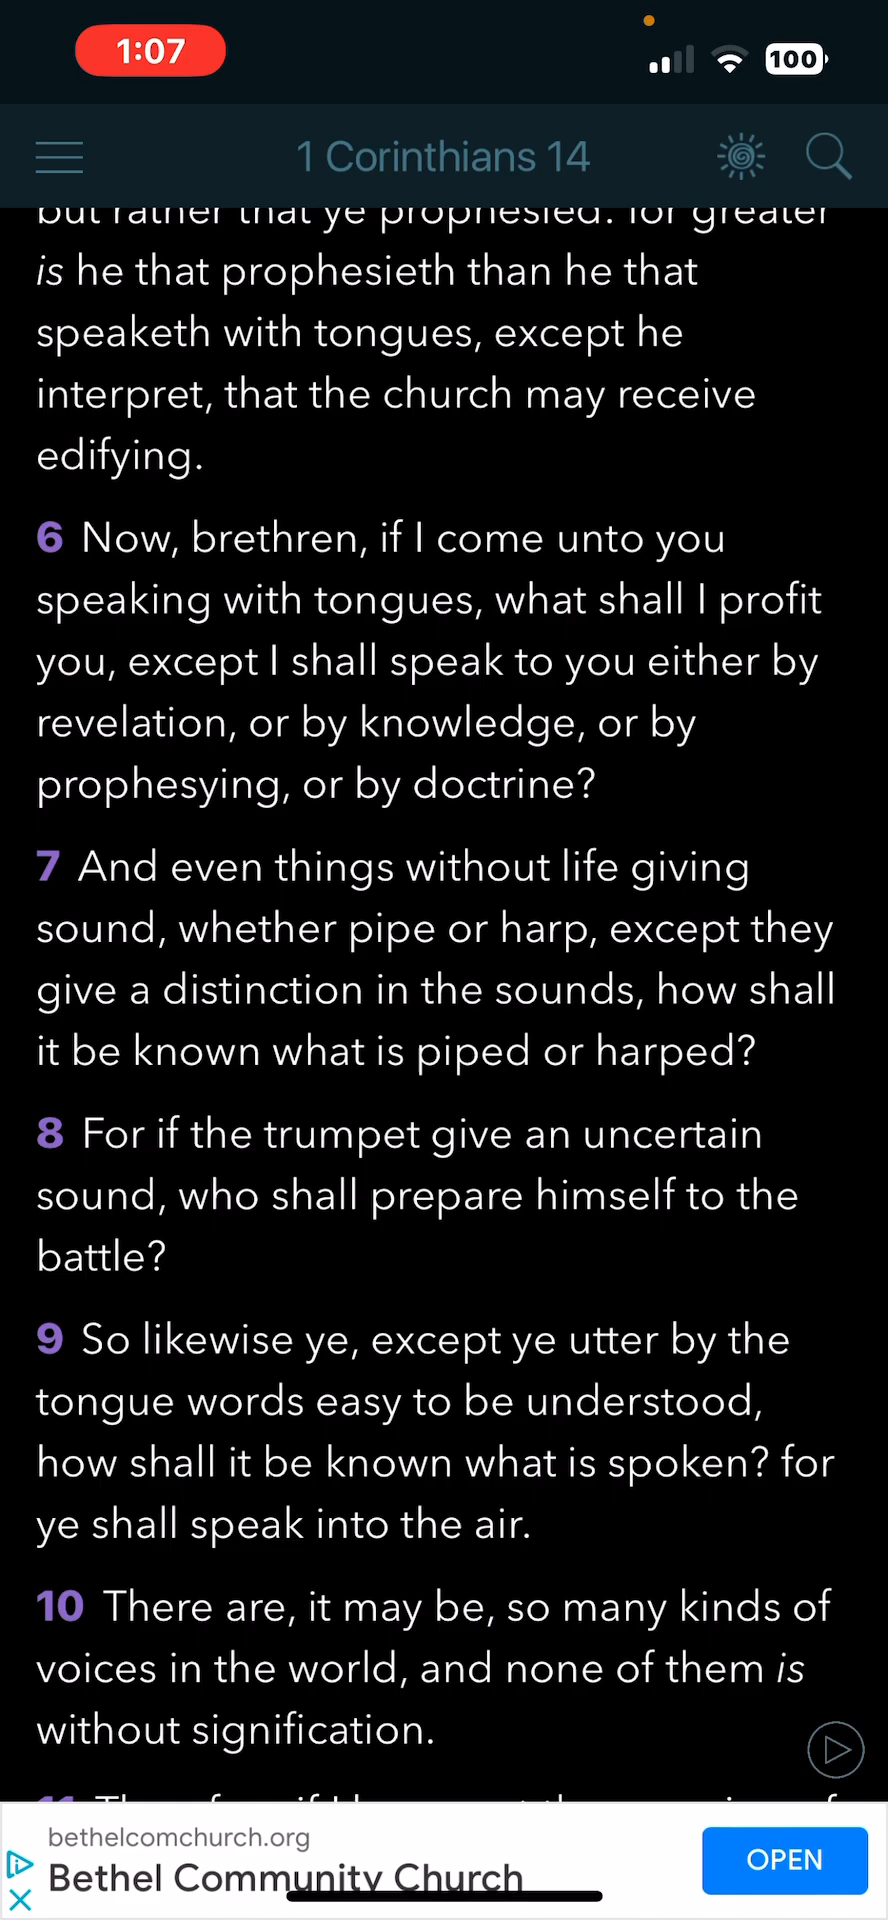 1:07
100
1 Corinthians 14
but rather that ye prophesied: for greater
is he that prophesieth than he that
speaketh with tongues, except he
interpret, that the church may receive
edifying.
6 Now, brethren, if I come unto you
speaking with tongues, what shall I profit
you, except I shall speak to you either by
revelation, or by knowledge, or by
prophesying, or by doctrine?
7 And even things without life giving
sound, whether pipe or harp, except they
give a distinction in the sounds, how shall
it be known what is piped or harped?
8 For if the trumpet give an uncertain
sound, who shall prepare himself to the
battle?
9 So likewise ye, except ye utter by the
tongue words easy to be understood,
how shall it be known what is spoken? for
ye shall speak into the air.
10 There are, it may be, so many kinds of
voices in the world, and none of them is
without signification.
bethelcomchurch.org
Bethel Community Church
OPEN